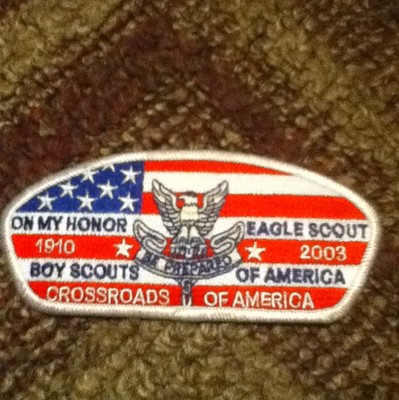 ON MY HONOR EAGLE SCOUT
1910 2003
BE PREPARED
BOY SCOUTS OF AMERICA
CROSSROADS OF AMERICA